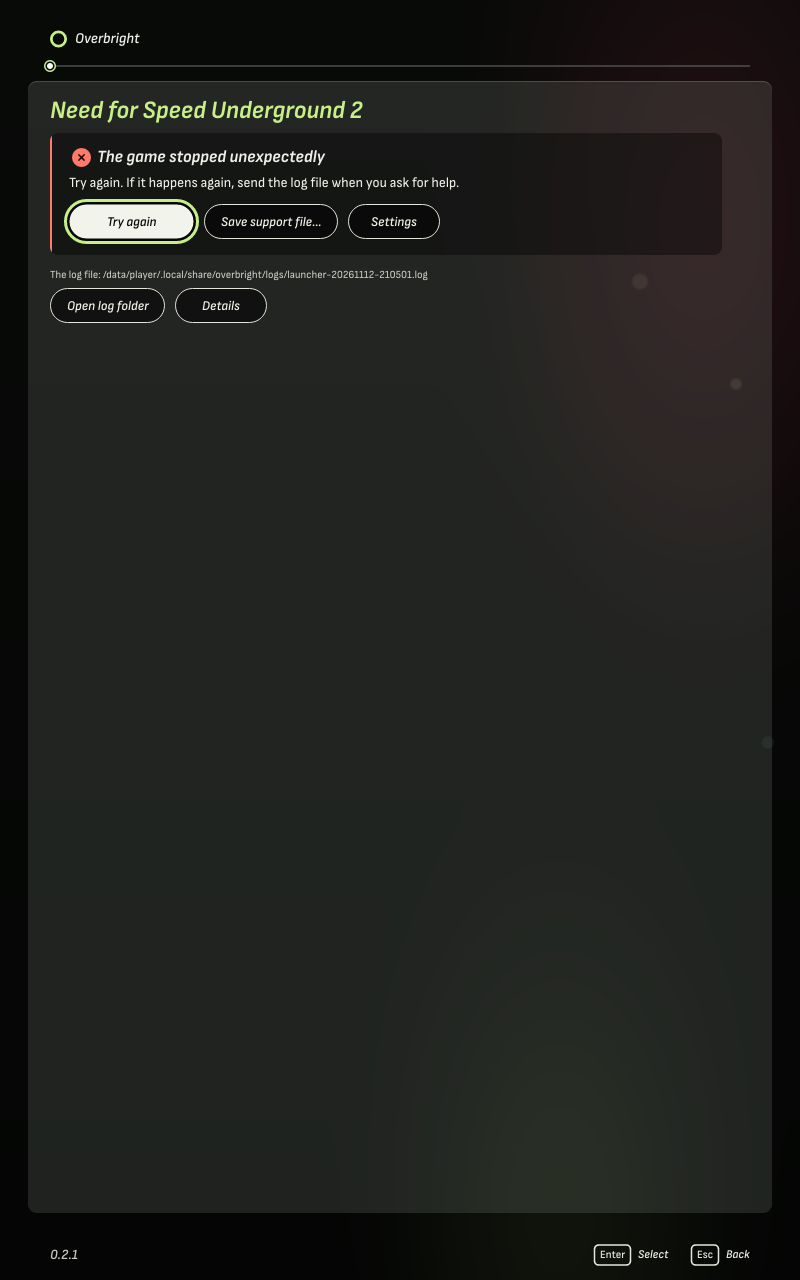 Overbright
Need for Speed Underground 2
The game stopped unexpectedly
Try again. If it happens again, send the log file when you ask for help.
Try again
Save support file...
Settings
The log file: /data/player/.local/share/overbright/logs/launcher-20261112-210501.log
Open log folder
Details
0.2.1
Enter Select Esc Back